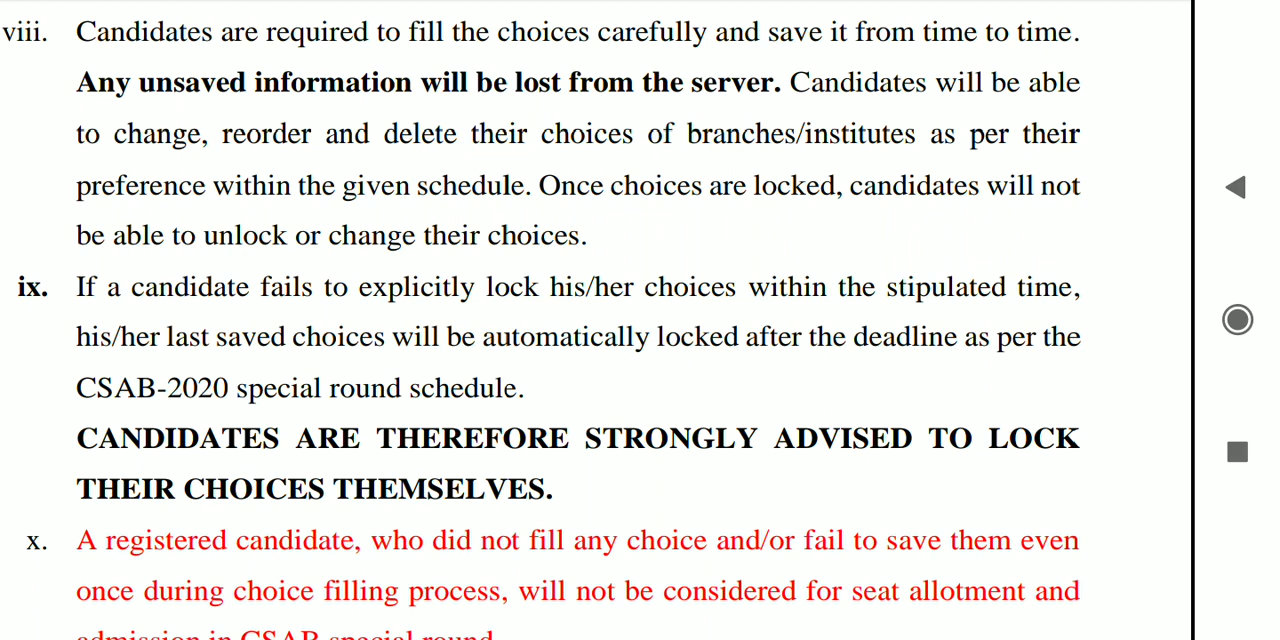 viii. Candidates are required to fill the choices carefully and save it from time to time.
Any unsaved information will be lost from the server. Candidates will be able
to change, reorder and delete their choices of branches/institutes as per their
preference within the given schedule. Once choices are locked, candidates will not
be able to unlock or change their choices.
ix. If a candidate fails to explicitly lock his/her choices within the stipulated time,
his/her last saved choices will be automatically locked after the deadline as per the
CSAB-2020 special round schedule.
CANDIDATES ARE THEREFORE STRONGLY ADVISED TO LOCK
THEIR CHOICES THEMSELVES.
x. A registered candidate, who did not fill any choice and/or fail to save them even
once during choice filling process, will not be considered for seat allotment and
admission in CSAB special round